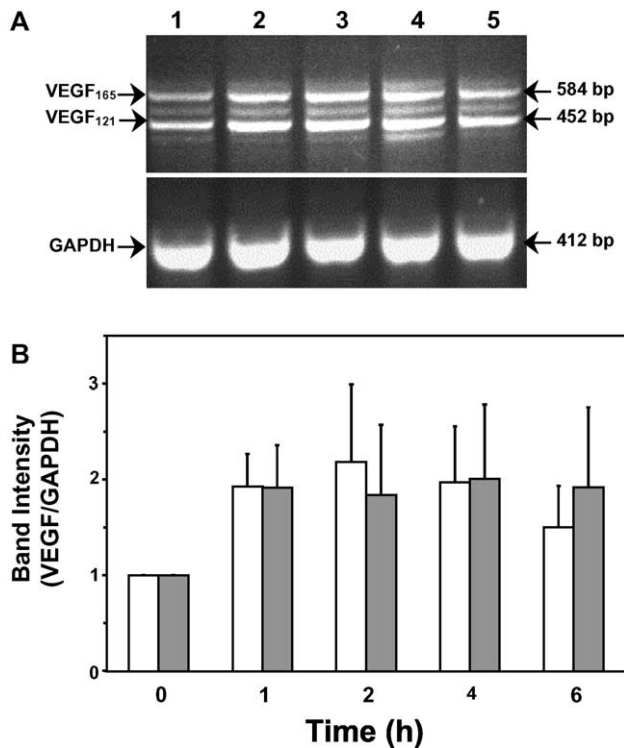 A
1 2 3 4 5
VEGF₁₆₅ 584 bp
VEGF₁₂₁ 452 bp
GAPDH 412 bp
B
3
2
1
0
Band Intensity
(VEGF/GAPDH)
0 1 2 4 6
Time (h)